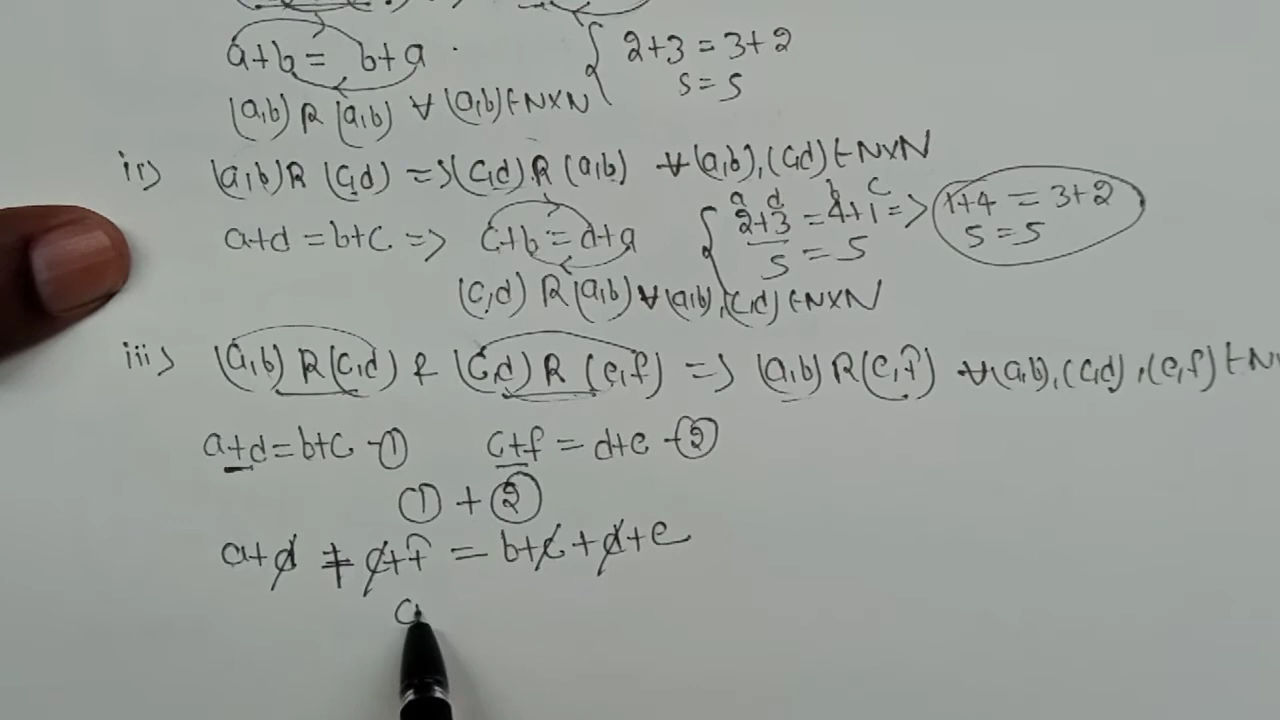 a+b = b+a . { 2+3 = 3+2
5 = 5
(a,b) R (a,b) ∀ (a,b) ∈ N×N
ii) (a,b) R (c,d) => (c,d) R (a,b) ∀ (a,b), (c,d) ∈ N×N
a d b c
a+d = b+c => c+b = d+a { 2+3 = 4+1 => 1+4 = 3+2
5 = 5 5 = 5
(c,d) R (a,b) ∀ (a,b), (c,d) ∈ N×N
iii) (a,b) R (c,d) & (c,d) R (e,f) => (a,b) R (e,f) ∀ (a,b), (c,d), (e,f) ∈ N
a+d = b+c - ① c+f = d+e - ②
① + ②
a+d + c+f = b+c+d+e
a